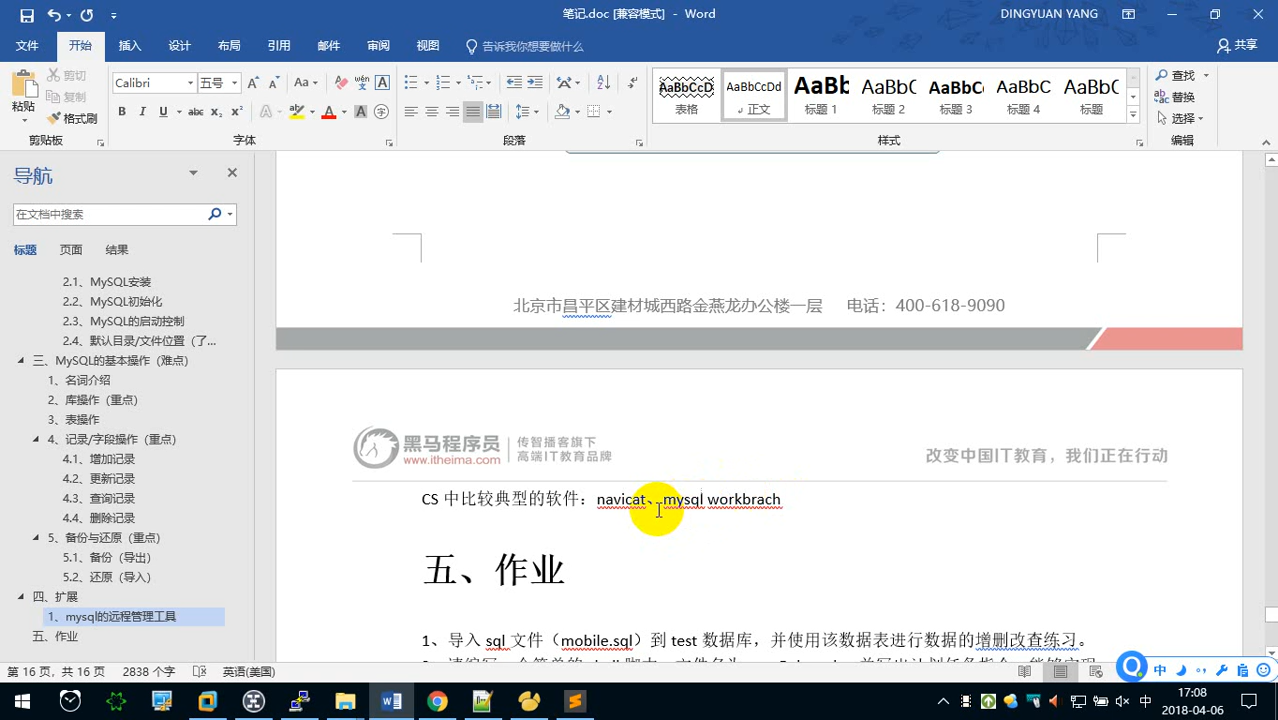 笔记.doc [兼容模式] - Word
DINGYUAN YANG
文件 开始 插入 设计 布局 引用 邮件 审阅 视图 告诉我你想要做什么 共享
粘贴 剪切 复制 格式刷
Calibri 五号
AaBbCcD 表格
AaBbCcDd 正文
AaBb 标题 1
AaBbC 标题 2
AaBbC 标题 3
AaBbC 标题 4
AaBbC 标题
查找
替换
选择
剪贴板 字体 段落 样式 编辑
导航
在文档中搜索
标题 页面 结果
2.1、MySQL安装
2.2、MySQL初始化
2.3、MySQL的启动控制
2.4、默认目录/文件位置（了...
三、MySQL的基本操作（难点）
1、名词介绍
2、库操作（重点）
3、表操作
4、记录/字段操作（重点）
4.1、增加记录
4.2、更新记录
4.3、查询记录
4.4、删除记录
5、备份与还原（重点）
5.1、备份（导出）
5.2、还原（导入）
四、扩展
1、mysql的远程管理工具
五、作业
北京市昌平区建材城西路金燕龙办公楼一层 电话：400-618-9090
黑马程序员
www.itheima.com
传智播客旗下
高端IT教育品牌
改变中国IT教育，我们正在行动
CS 中比较典型的软件：navicat、mysql workbrach
五、作业
1、导入 sql 文件（mobile.sql）到 test 数据库，并使用该数据表进行数据的增删改查练习。
第 16 页，共 16 页 2838 个字 英语(美国)
中
中
17:08
2018-04-06